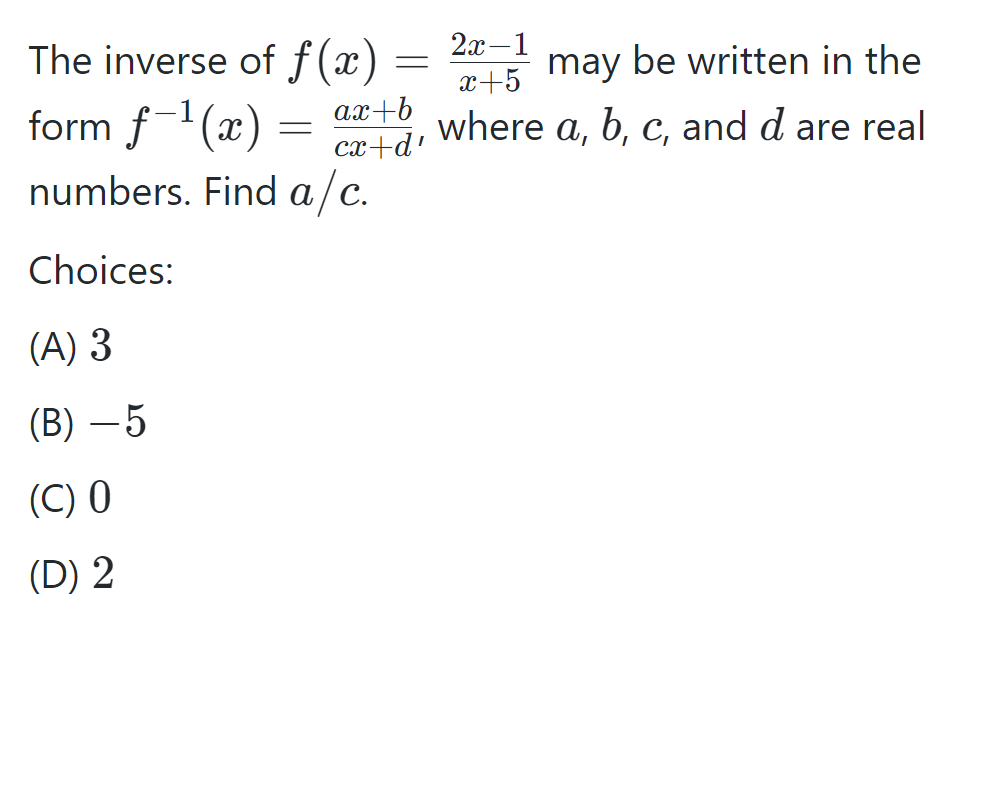 The inverse of f(x) = \frac{2x−1}{x+5} may be written in the
form f^{−1}(x) = \frac{ax+b}{cx+d}, where a, b, c, and d are real
numbers. Find a/c.
Choices:
(A) 3
(B) −5
(C) 0
(D) 2